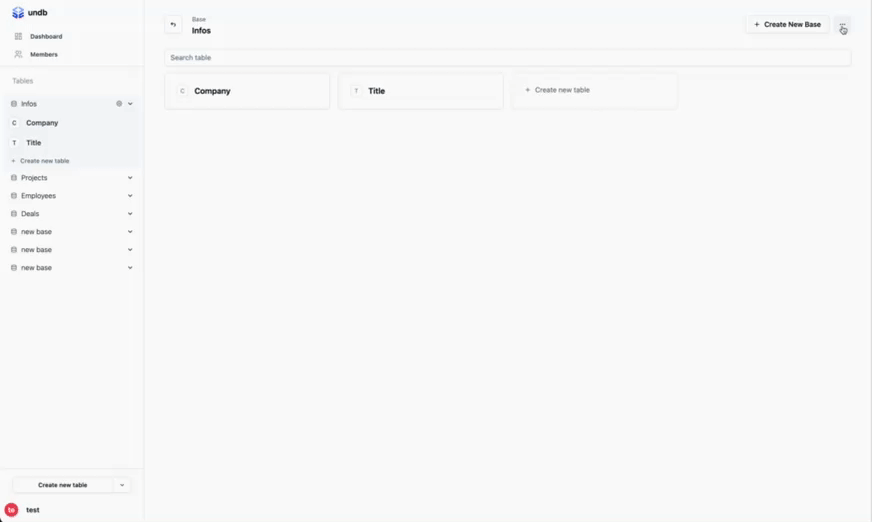 undb
Dashboard
Members
Tables
Infos
C Company
T Title
+ Create new table
Projects
Employees
Deals
new base
new base
new base
Create new table
te test
Base
Infos
+ Create New Base
...
Search table
C Company
T Title
+ Create new table